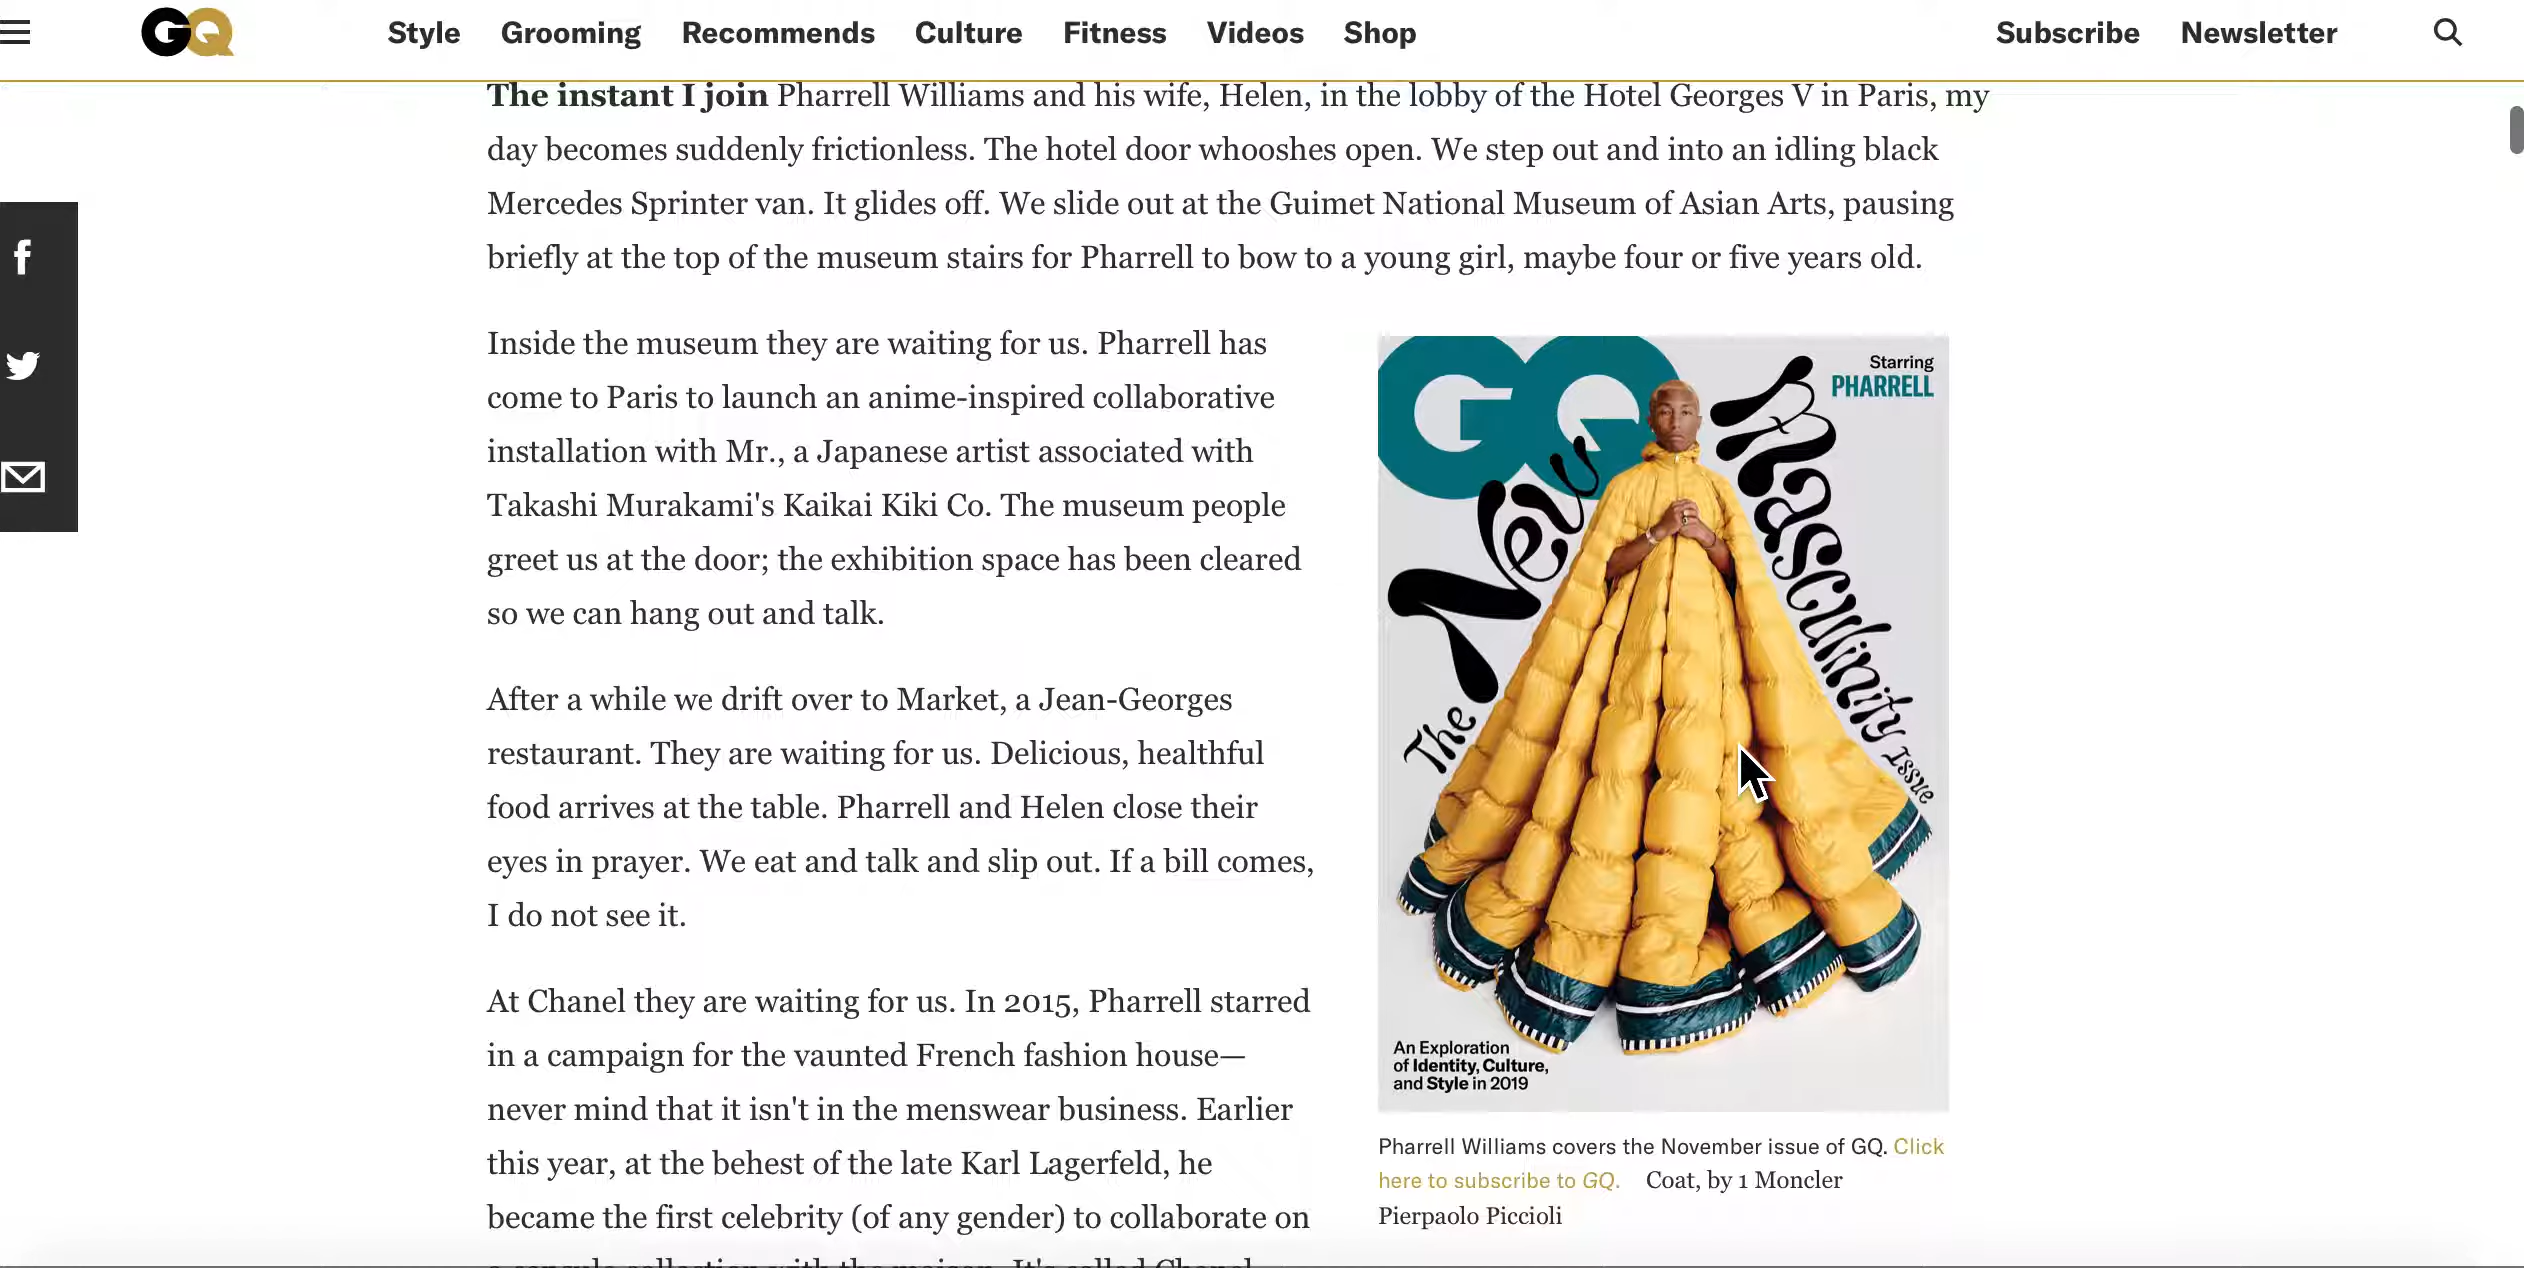 GQ
Style
Grooming
Recommends
Culture
Fitness
Videos
Shop
Subscribe
Newsletter
The instant I join Pharrell Williams and his wife, Helen, in the lobby of the Hotel Georges V in Paris, my
day becomes suddenly frictionless. The hotel door whooshes open. We step out and into an idling black
Mercedes Sprinter van. It glides off. We slide out at the Guimet National Museum of Asian Arts, pausing
briefly at the top of the museum stairs for Pharrell to bow to a young girl, maybe four or five years old.
Inside the museum they are waiting for us. Pharrell has
come to Paris to launch an anime-inspired collaborative
installation with Mr., a Japanese artist associated with
Takashi Murakami's Kaikai Kiki Co. The museum people
greet us at the door; the exhibition space has been cleared
so we can hang out and talk.
After a while we drift over to Market, a Jean-Georges
restaurant. They are waiting for us. Delicious, healthful
food arrives at the table. Pharrell and Helen close their
eyes in prayer. We eat and talk and slip out. If a bill comes,
I do not see it.
At Chanel they are waiting for us. In 2015, Pharrell starred
in a campaign for the vaunted French fashion house—
never mind that it isn't in the menswear business. Earlier
this year, at the behest of the late Karl Lagerfeld, he
became the first celebrity (of any gender) to collaborate on
a capsule collection with the maison. It's called Chanel
GQ
Starring
PHARRELL
The New Masculinity Issue
An Exploration
of Identity, Culture,
and Style in 2019
Pharrell Williams covers the November issue of GQ. Click
here to subscribe to GQ. Coat, by 1 Moncler
Pierpaolo Piccioli